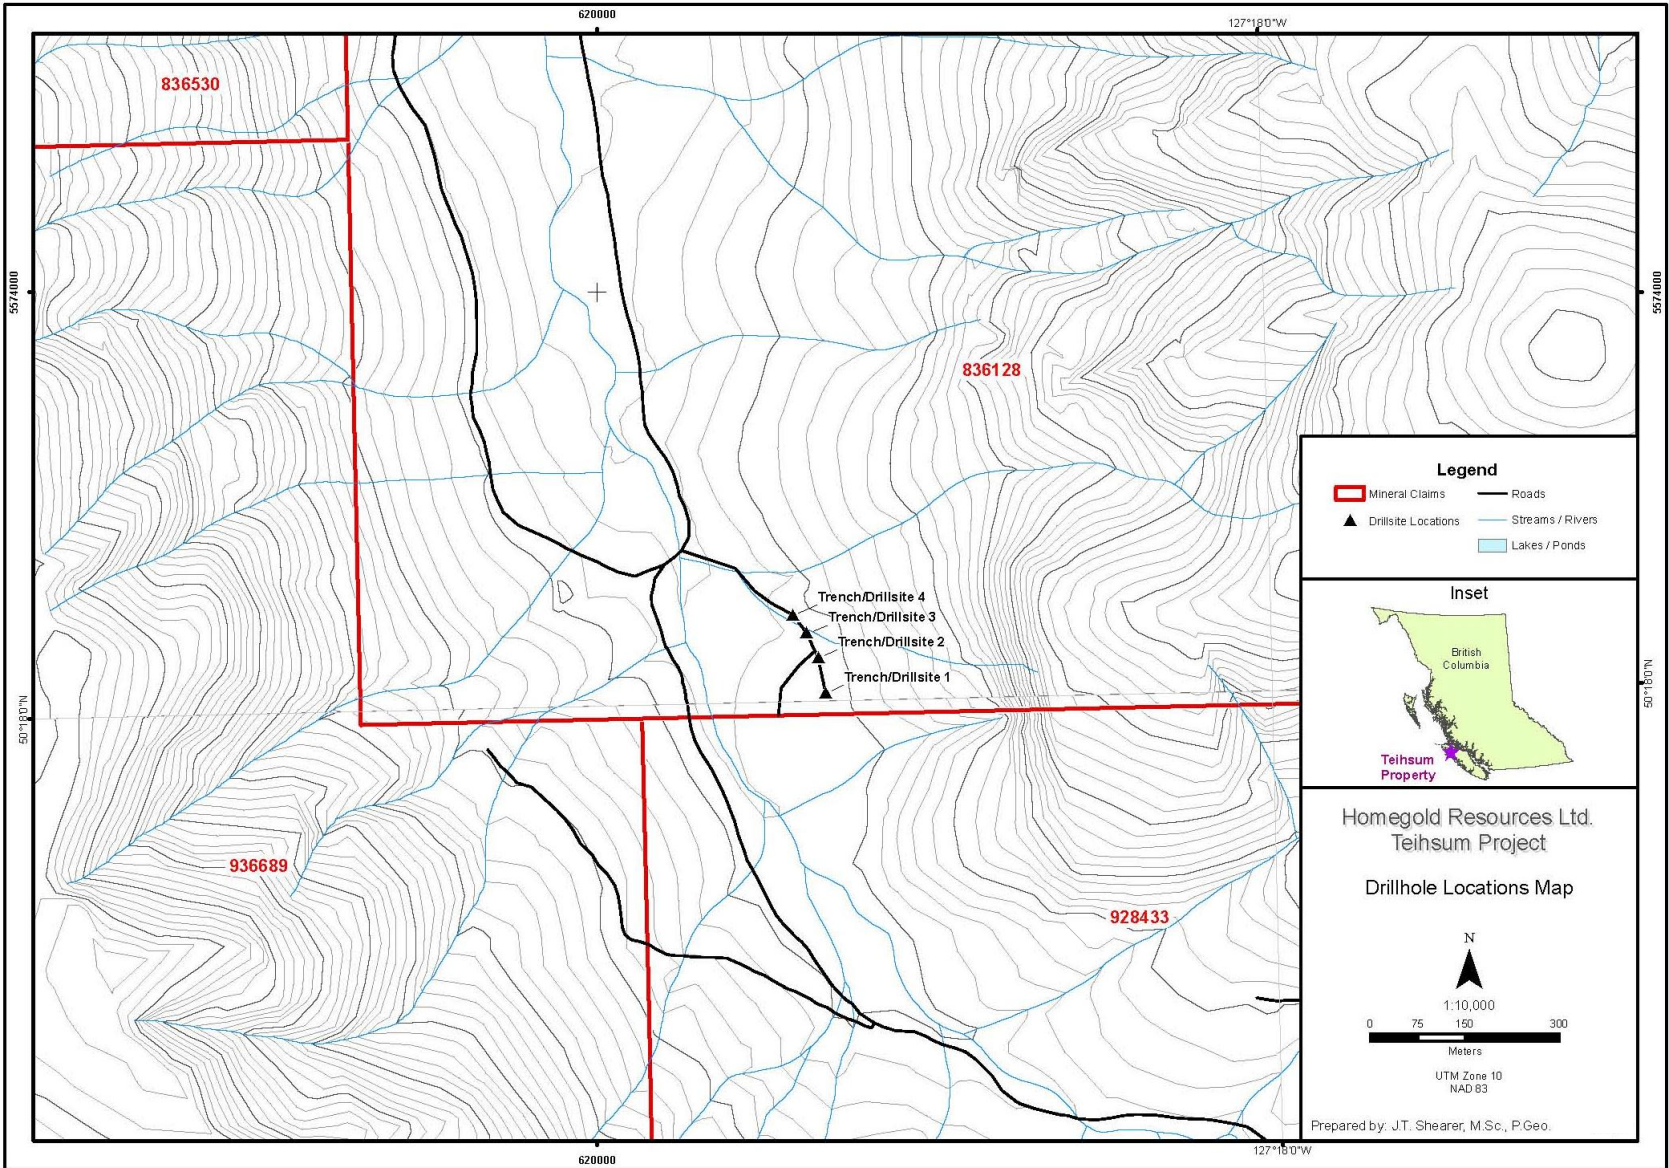 620000
127°18'0"W
836530
5574000
5574000
836128
Legend
Mineral Claims
Roads
Drillsite Locations
Streams / Rivers
Lakes / Ponds
Trench/Drillsite 4
Trench/Drillsite 3
Trench/Drillsite 2
Trench/Drillsite 1
Inset
British
Columbia
Teihsum
Property
50°18'0"N
50°18'0"N
Homegold Resources Ltd.
Teihsum Project
936689
Drillhole Locations Map
928433
N
1:10,000
0 75 150 300
Meters
UTM Zone 10
NAD 83
Prepared by: J.T. Shearer, M.Sc., P.Geo.
620000
127°18'0"W